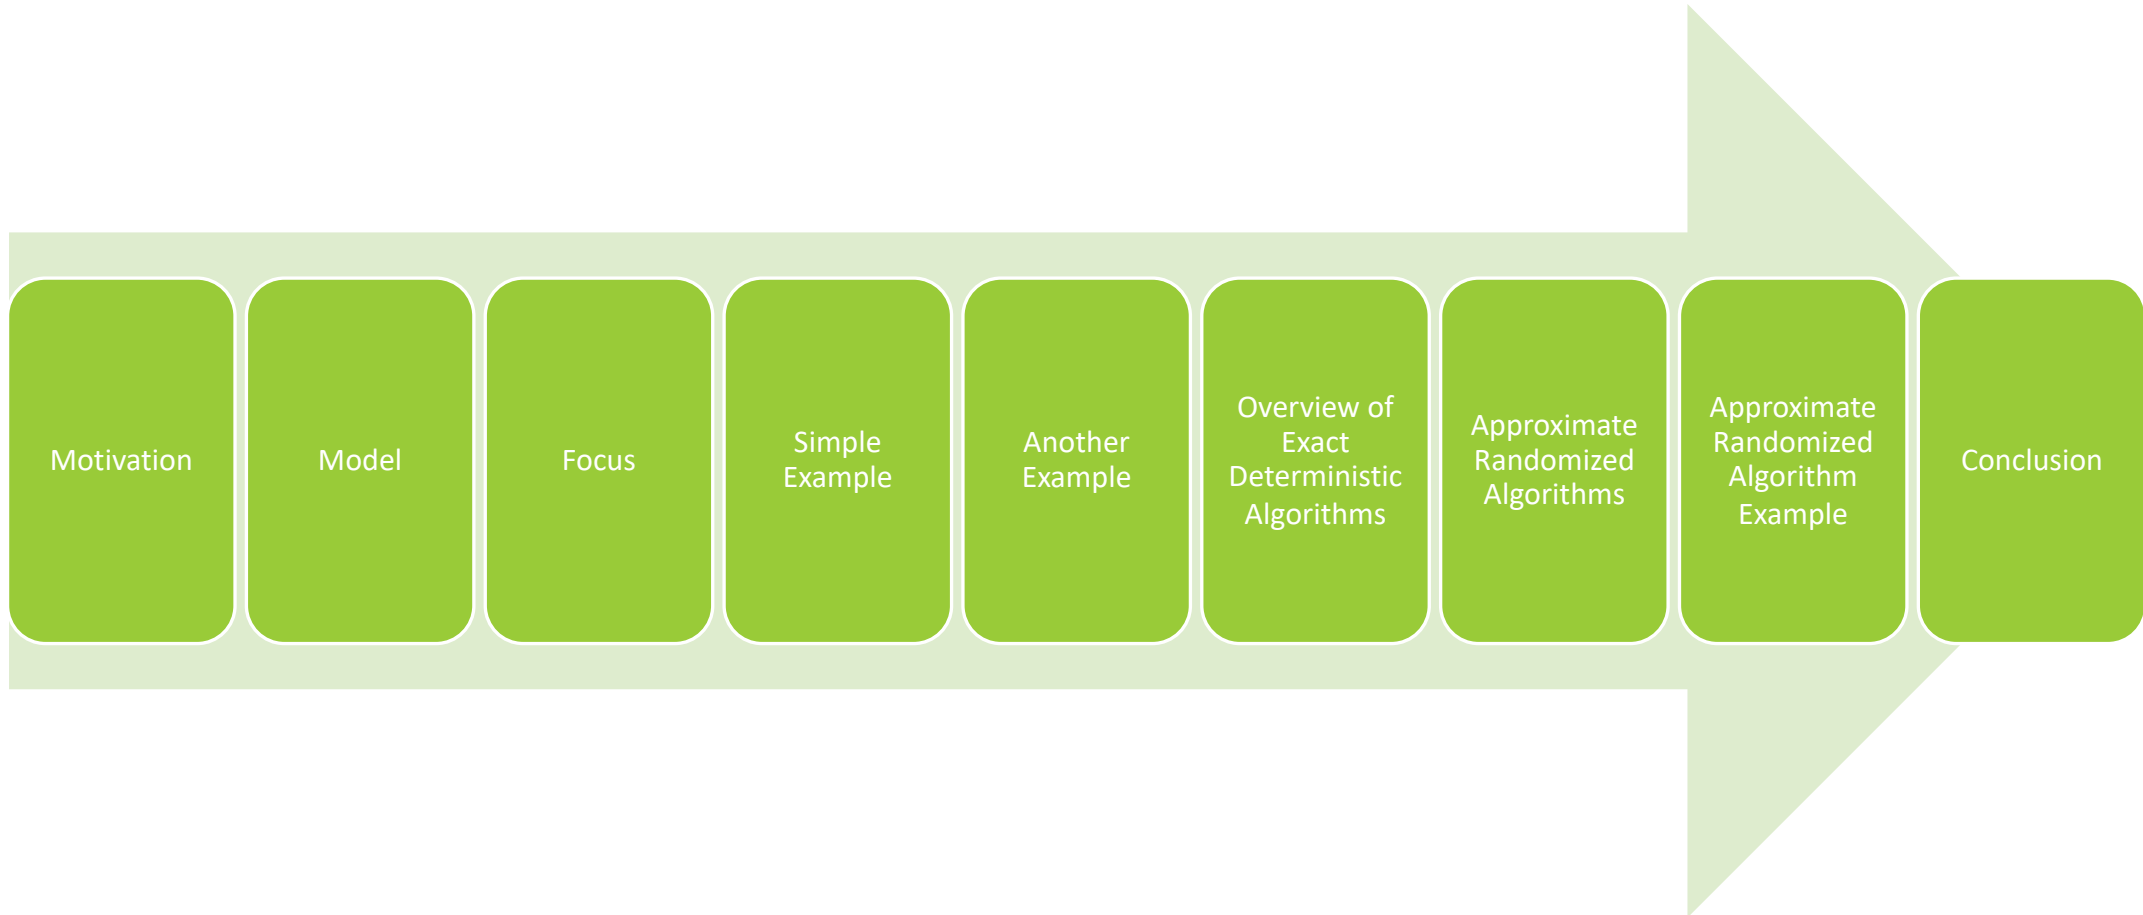 Motivation
Model
Focus
Simple
Example
Another
Example
Overview of
Exact
Deterministic
Algorithms
Approximate
Randomized
Algorithms
Approximate
Randomized
Algorithm
Example
Conclusion